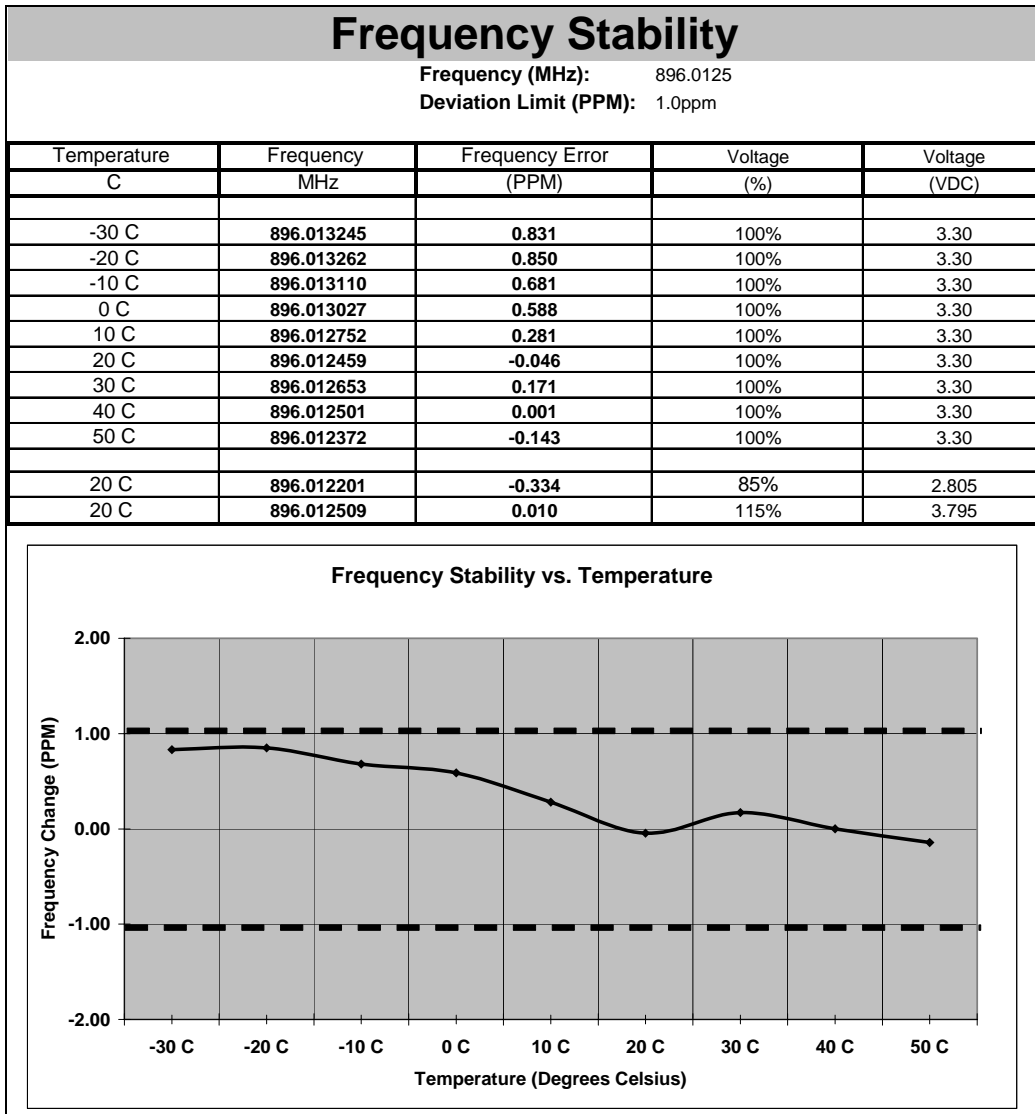 Frequency Stability
Frequency (MHz): 896.0125
Deviation Limit (PPM): 1.0ppm
Temperature Frequency Frequency Error Voltage Voltage
C MHz (PPM) (%) (VDC)
-30 C 896.013245 0.831 100% 3.30
-20 C 896.013262 0.850 100% 3.30
-10 C 896.013110 0.681 100% 3.30
0 C 896.013027 0.588 100% 3.30
10 C 896.012752 0.281 100% 3.30
20 C 896.012459 -0.046 100% 3.30
30 C 896.012653 0.171 100% 3.30
40 C 896.012501 0.001 100% 3.30
50 C 896.012372 -0.143 100% 3.30
20 C 896.012201 -0.334 85% 2.805
20 C 896.012509 0.010 115% 3.795
Frequency Stability vs. Temperature
Frequency Change (PPM)
2.00
1.00
0.00
-1.00
-2.00
-30 C -20 C -10 C 0 C 10 C 20 C 30 C 40 C 50 C
Temperature (Degrees Celsius)